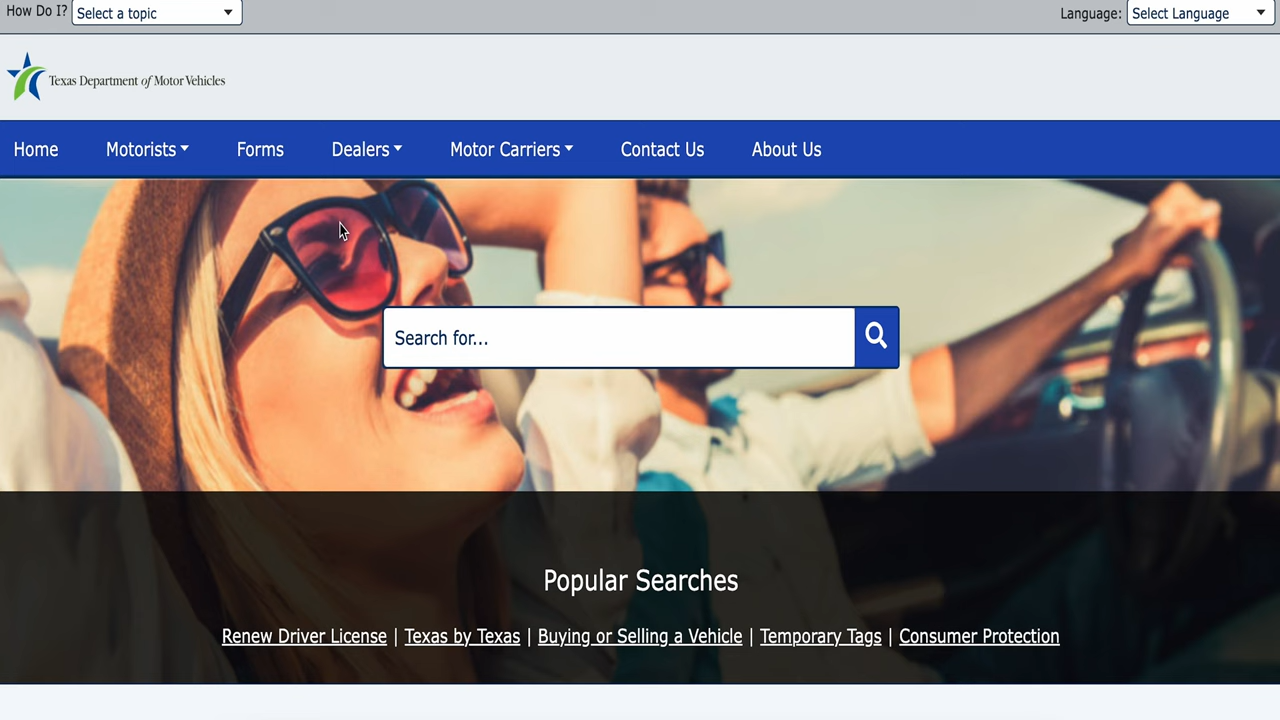 How Do I? Select a topic Language: Select Language
Texas Department of Motor Vehicles
Home Motorists Forms Dealers Motor Carriers Contact Us About Us
Search for...
Popular Searches
Renew Driver License | Texas by Texas | Buying or Selling a Vehicle | Temporary Tags | Consumer Protection